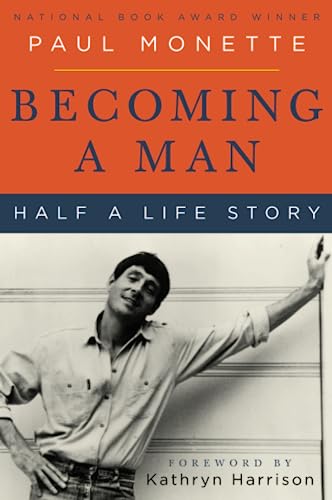 NATIONAL BOOK AWARD WINNER
PAUL MONETTE
BECOMING
A MAN
HALF A LIFE STORY
FOREWORD BY
Kathryn Harrison